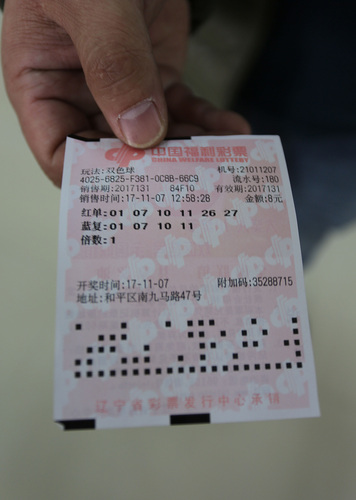 中国福利彩票
CHINA WELFARE LOTTERY
玩法:双色球 机号:21011207
4025-6825-F381-0C8B-66C9 流水号:180
销售期:2017131 84F10 有效期:2017131
销售时间:17-11-07 12:58:28 金额:8元
红单:01 07 10 11 26 27
蓝复:01 07 10 11
倍数:1
开奖时间:17-11-07 附加码:35288715
地址:和平区南九马路47号
辽宁省彩票发行中心承销